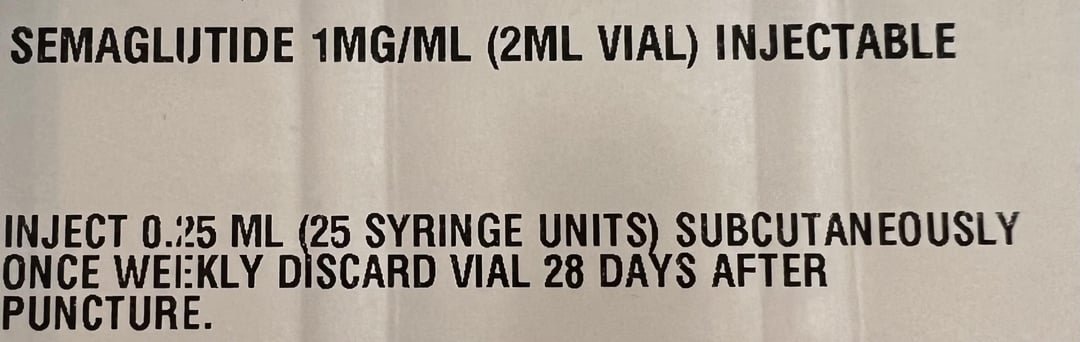 SEMAGLUTIDE 1MG/ML (2ML VIAL) INJECTABLE
INJECT 0.25 ML (25 SYRINGE UNITS) SUBCUTANEOUSLY
ONCE WEEKLY DISCARD VIAL 28 DAYS AFTER
PUNCTURE.